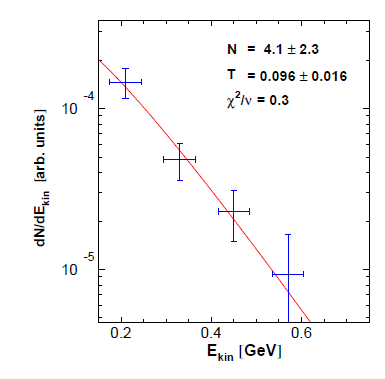 N = 4.1 ± 2.3
T = 0.096 ± 0.016
χ²/ν = 0.3
dN/dE_kin [arb. units]
10⁻⁴
10⁻⁵
0.2 0.4 0.6
E_kin [GeV]